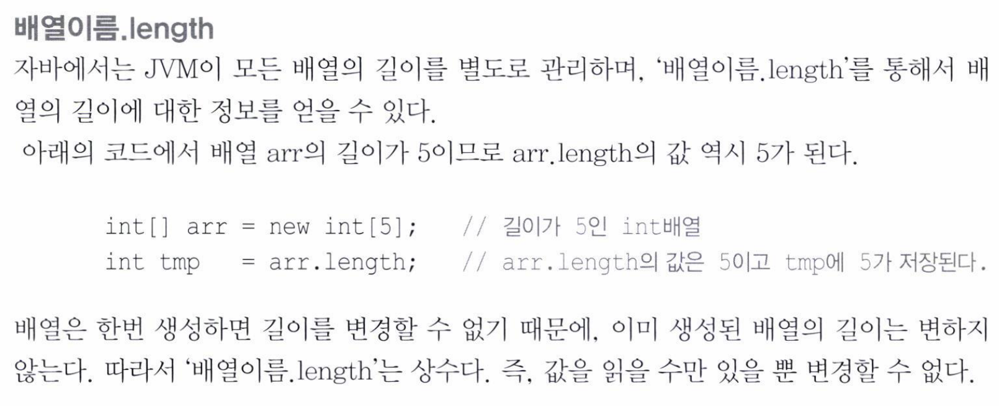 배열이름.length
자바에서는 JVM이 모든 배열의 길이를 별도로 관리하며, ‘배열이름.length’를 통해서 배
열의 길이에 대한 정보를 얻을 수 있다.
아래의 코드에서 배열 arr의 길이가 5이므로 arr.length의 값 역시 5가 된다.
int[] arr = new int[5];   // 길이가 5인 int배열
int tmp   = arr.length;   // arr.length의 값은 5이고 tmp에 5가 저장된다.
배열은 한번 생성하면 길이를 변경할 수 없기 때문에, 이미 생성된 배열의 길이는 변하지
않는다. 따라서 ‘배열이름.length’는 상수다. 즉, 값을 읽을 수만 있을 뿐 변경할 수 없다.